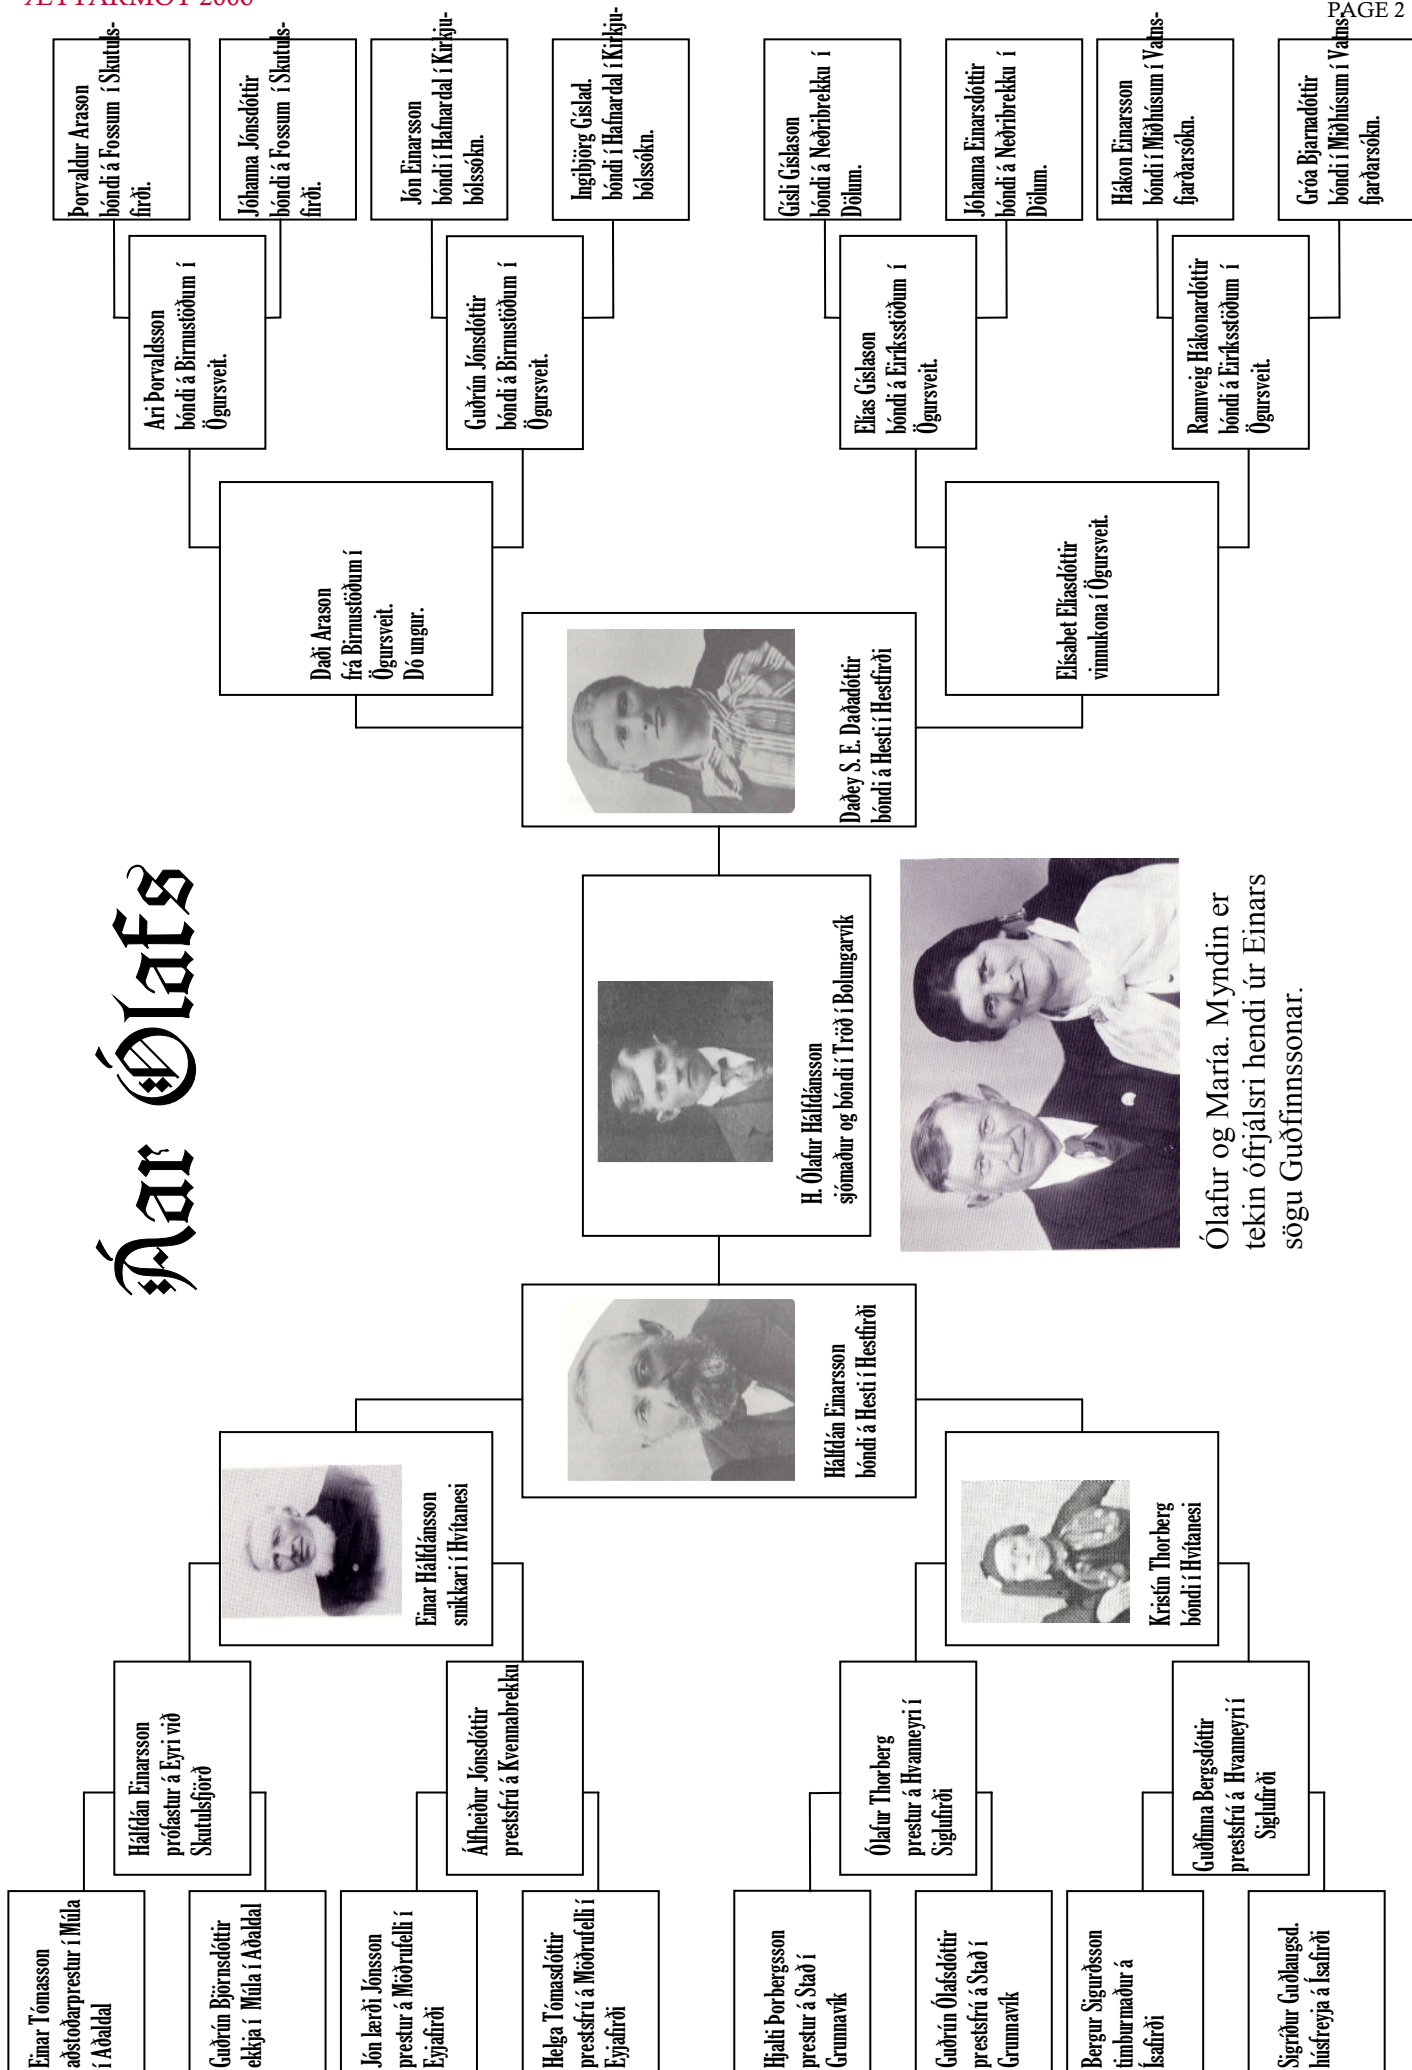 ÆTTARMÓT 2008
PAGE 2
Áar Ólafs
Einar Tómasson
aðstoðarprestur í Múla
í Aðaldal
Guðrún Björnsdóttir
ekkja í Múla í Aðaldal
Jón lærði Jónsson
prestur á Möðrufelli í
Eyjafirði
Helga Tómasdóttir
prestsfrú á Möðrufelli í
Eyjafirði
Hjalti Þorbergsson
prestur á Stað í
Grunnavík
Guðrún Ólafsdóttir
prestsfrú á Stað í
Grunnavík
Bergur Sigurðsson
timburmaður á
Ísafirði
Sigríður Guðlaugsd.
húsfreyja á Ísafirði
Hálfdán Einarsson
prófastur á Eyri við
Skutulsfjörð
Álfheiður Jónsdóttir
prestsfrú á Kvennabrekku
Ólafur Thorberg
prestur á Hvanneyri í
Siglufirði
Guðfinna Bergsdóttir
prestsfrú á Hvanneyri í
Siglufirði
Einar Hálfdánsson
snikkari í Hvítanesi
Kristín Thorberg
bóndi í Hvítanesi
Hálfdán Einarsson
bóndi á Hesti í Hestfirði
H. Ólafur Hálfdánsson
sjómaður og bóndi í Tröð í Bolungarvík
Ólafur og María. Myndin er
tekin ófrjálsri hendi úr Einars
sögu Guðfinnssonar.
Daðey S. E. Daðadóttir
bóndi á Hesti í Hestfirði
Daði Arason
frá Birnustöðum í
Ögursveit.
Dó ungur.
Elísabet Elíasdóttir
vinnukona í Ögursveit.
Ari Þorvaldsson
bóndi á Birnustöðum í
Ögursveit.
Guðrún Jónsdóttir
bóndi á Birnustöðum í
Ögursveit.
Elías Gíslason
bóndi á Eiríksstöðum í
Ögursveit.
Rannveig Hákonardóttir
bóndi á Eiríksstöðum í
Ögursveit.
Þorvaldur Arason
bóndi á Fossum í Skutuls-
firði.
Jóhanna Jónsdóttir
bóndi á Fossum í Skutuls-
firði.
Jón Einarsson
bóndi í Hafnardal í Kirkju-
bólssókn.
Ingibjörg Gíslad.
bóndi í Hafnardal í Kirkju-
bólssókn.
Gísli Gíslason
bóndi á Neðribrekku í
Dölum.
Jóhanna Einarsdóttir
bóndi á Neðribrekku í
Dölum.
Hákon Einarsson
bóndi í Miðhúsum í Vatns-
fjarðarsókn.
Gróa Bjarnadóttir
bóndi í Miðhúsum í Vatns-
fjarðarsókn.